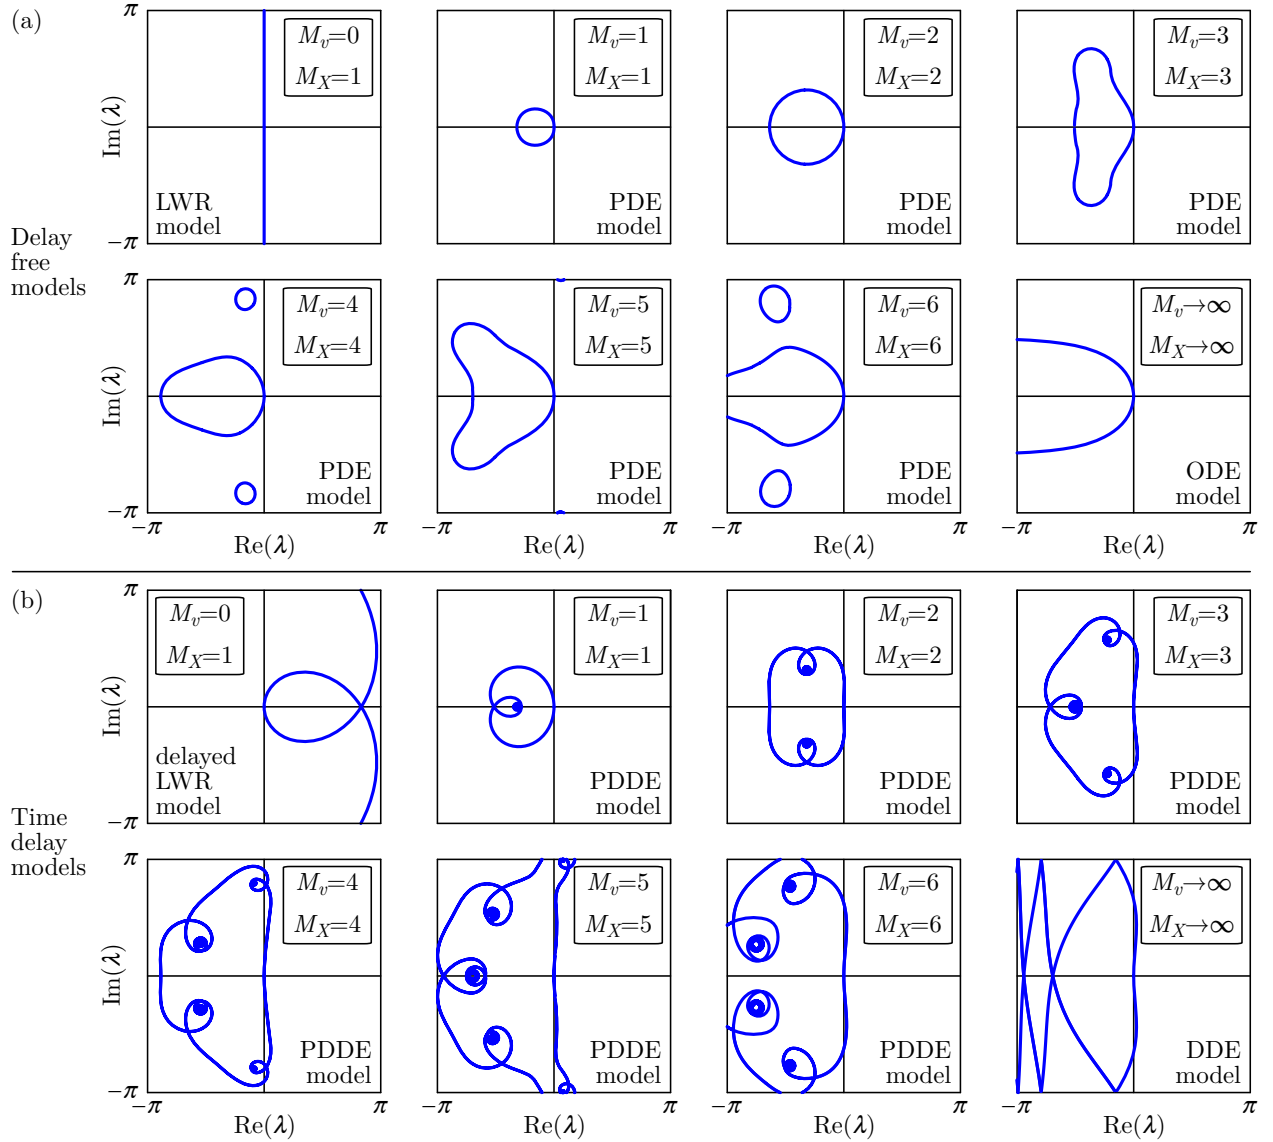 (a)
π
Im(λ)
−π
M_v=0
M_X=1
LWR
model
M_v=1
M_X=1
PDE
model
M_v=2
M_X=2
PDE
model
M_v=3
M_X=3
PDE
model
Delay
free
models
π
Im(λ)
−π
M_v=4
M_X=4
PDE
model
M_v=5
M_X=5
PDE
model
M_v=6
M_X=6
PDE
model
M_v→∞
M_X→∞
ODE
model
−π π
Re(λ)
−π π
Re(λ)
−π π
Re(λ)
−π π
Re(λ)
(b)
π
Im(λ)
−π
M_v=0
M_X=1
delayed
LWR
model
M_v=1
M_X=1
PDDE
model
M_v=2
M_X=2
PDDE
model
M_v=3
M_X=3
PDDE
model
Time
delay
models
π
Im(λ)
−π
M_v=4
M_X=4
PDDE
model
M_v=5
M_X=5
PDDE
model
M_v=6
M_X=6
PDDE
model
M_v→∞
M_X→∞
DDE
model
−π π
Re(λ)
−π π
Re(λ)
−π π
Re(λ)
−π π
Re(λ)